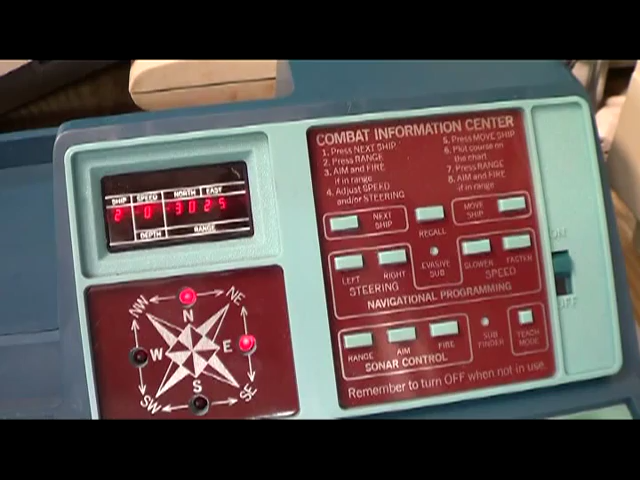 COMBAT INFORMATION CENTER
1. Press NEXT SHIP
2. Press RANGE
3. AIM and FIRE
if in range
4. Adjust SPEED
and/or STEERING
5. Press MOVE SHIP
6. Plot course on
the chart
7. Press RANGE
8. AIM and FIRE
if in range
SHIP SPEED NORTH EAST
2 0 30 25
DEPTH RANGE
NEXT
SHIP
RECALL
MOVE
SHIP
LEFT RIGHT
STEERING
EVASIVE
SUB
SLOWER FASTER
SPEED
NAVIGATIONAL PROGRAMMING
RANGE AIM FIRE
SONAR CONTROL
SUB
FINDER
TEACH
MODE
Remember to turn OFF when not in use.
ON
OFF
NW NE
N
W E
S
SW SE